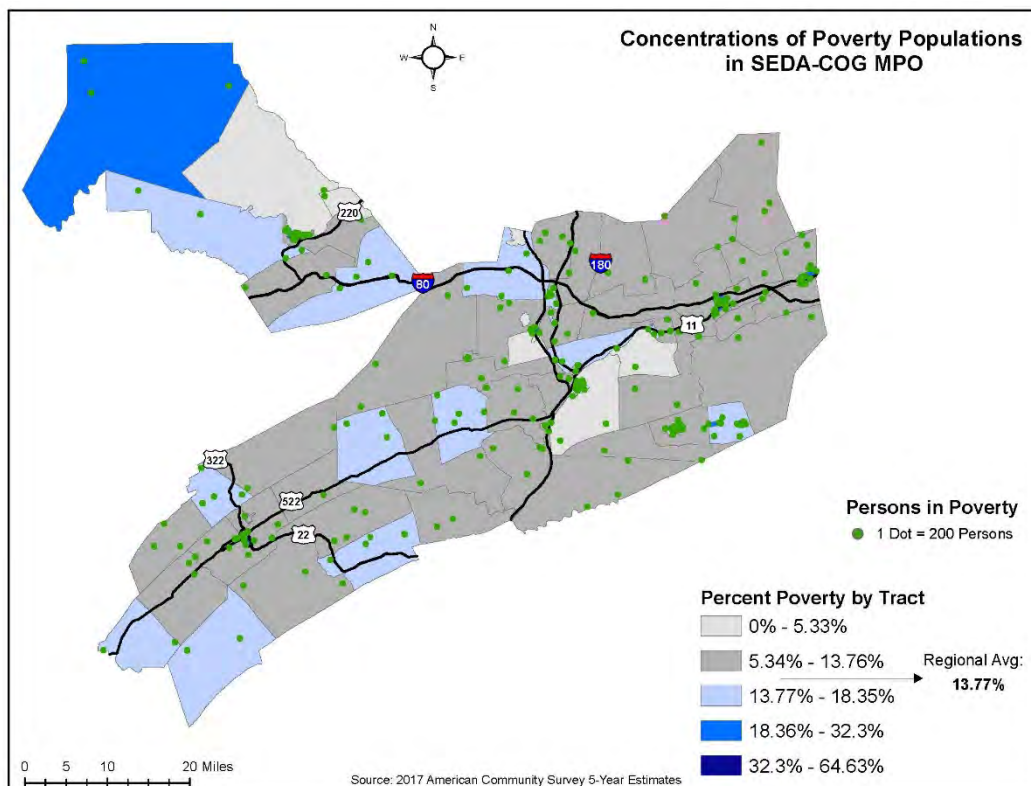 Concentrations of Poverty Populations
in SEDA-COG MPO
N
W
E
S
220
180
80
11
322
522
22
Persons in Poverty
1 Dot = 200 Persons
Percent Poverty by Tract
0% - 5.33%
5.34% - 13.76%
Regional Avg:
13.77%
13.77% - 18.35%
18.36% - 32.3%
32.3% - 64.63%
0 5 10 20 Miles
Source: 2017 American Community Survey 5-Year Estimates